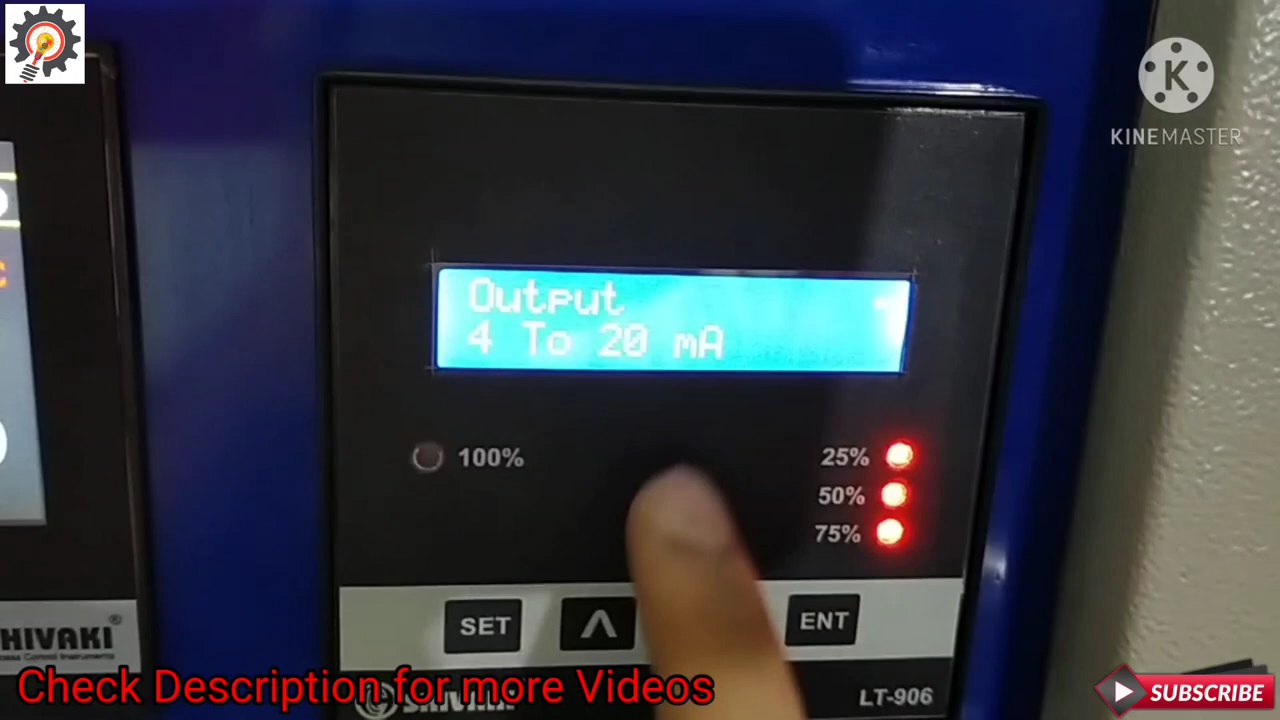 K
KINEMASTER
Output
4 To 20 mA
100%
25%
50%
75%
SET
ENT
HIVAKI®
Check Description for more Videos
LT-906
SUBSCRIBE